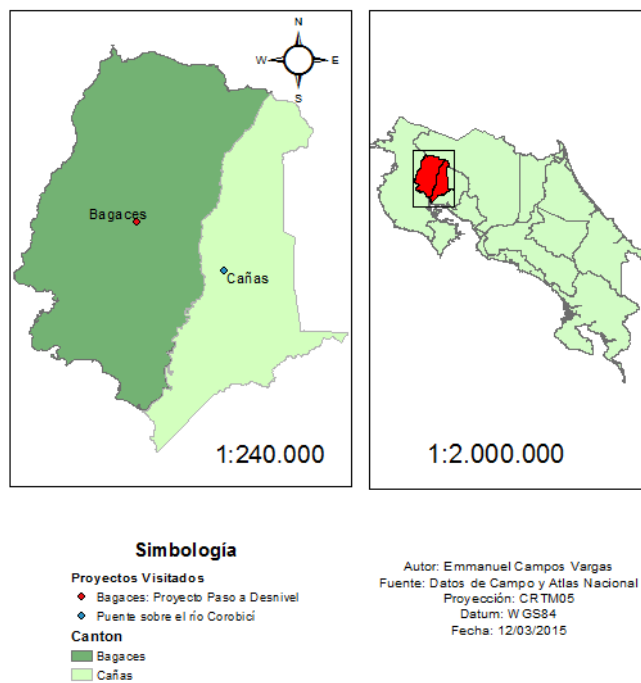 N
W E
S
Bagaces
Cañas
1:240.000
1:2.000.000
Simbología
Proyectos Visitados
Bagaces: Proyecto Paso a Desnivel
Puente sobre el río Corobicí
Canton
Bagaces
Cañas
Autor: Emmanuel Campos Vargas
Fuente: Datos de Campo y Atlas Nacional
Proyección: CRTM05
Datum: WGS84
Fecha: 12/03/2015